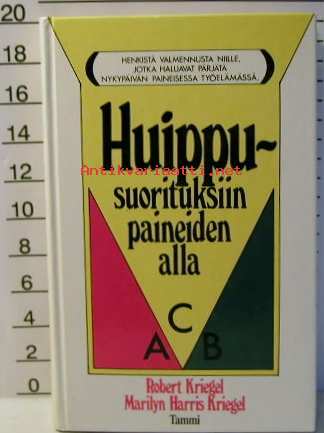 20
18
16
14
12
10
8
6
4
2
0
HENKISTÄ VALMENNUSTA NIILLE,
JOTKA HALUAVAT PÄRJÄTÄ
NYKYPÄIVÄN PAINEISESSA TYÖELÄMÄSSÄ.
Huippu-
Antikvariaatti.net
suorituksiin
paineiden
alla
C
A B
Robert Kriegel
Marilyn Harris Kriegel
Tammi